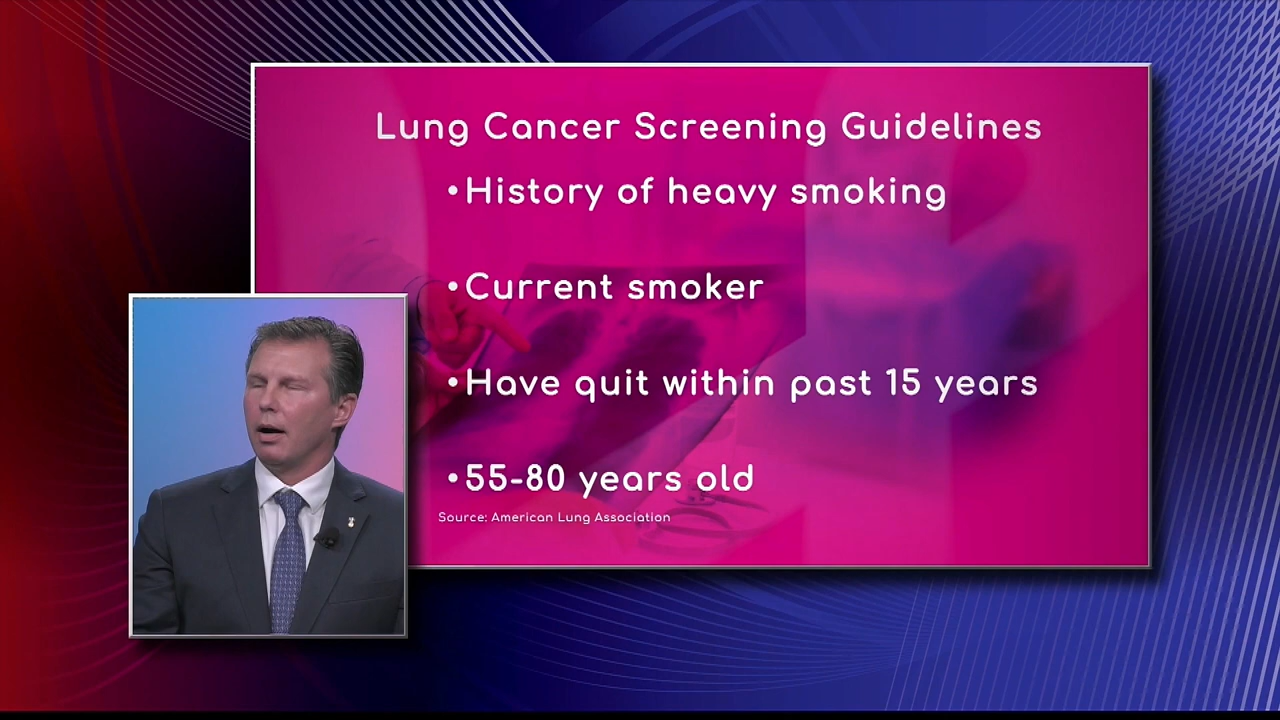 Lung Cancer Screening Guidelines
•History of heavy smoking
•Current smoker
•Have quit within past 15 years
•55-80 years old
Source: American Lung Association